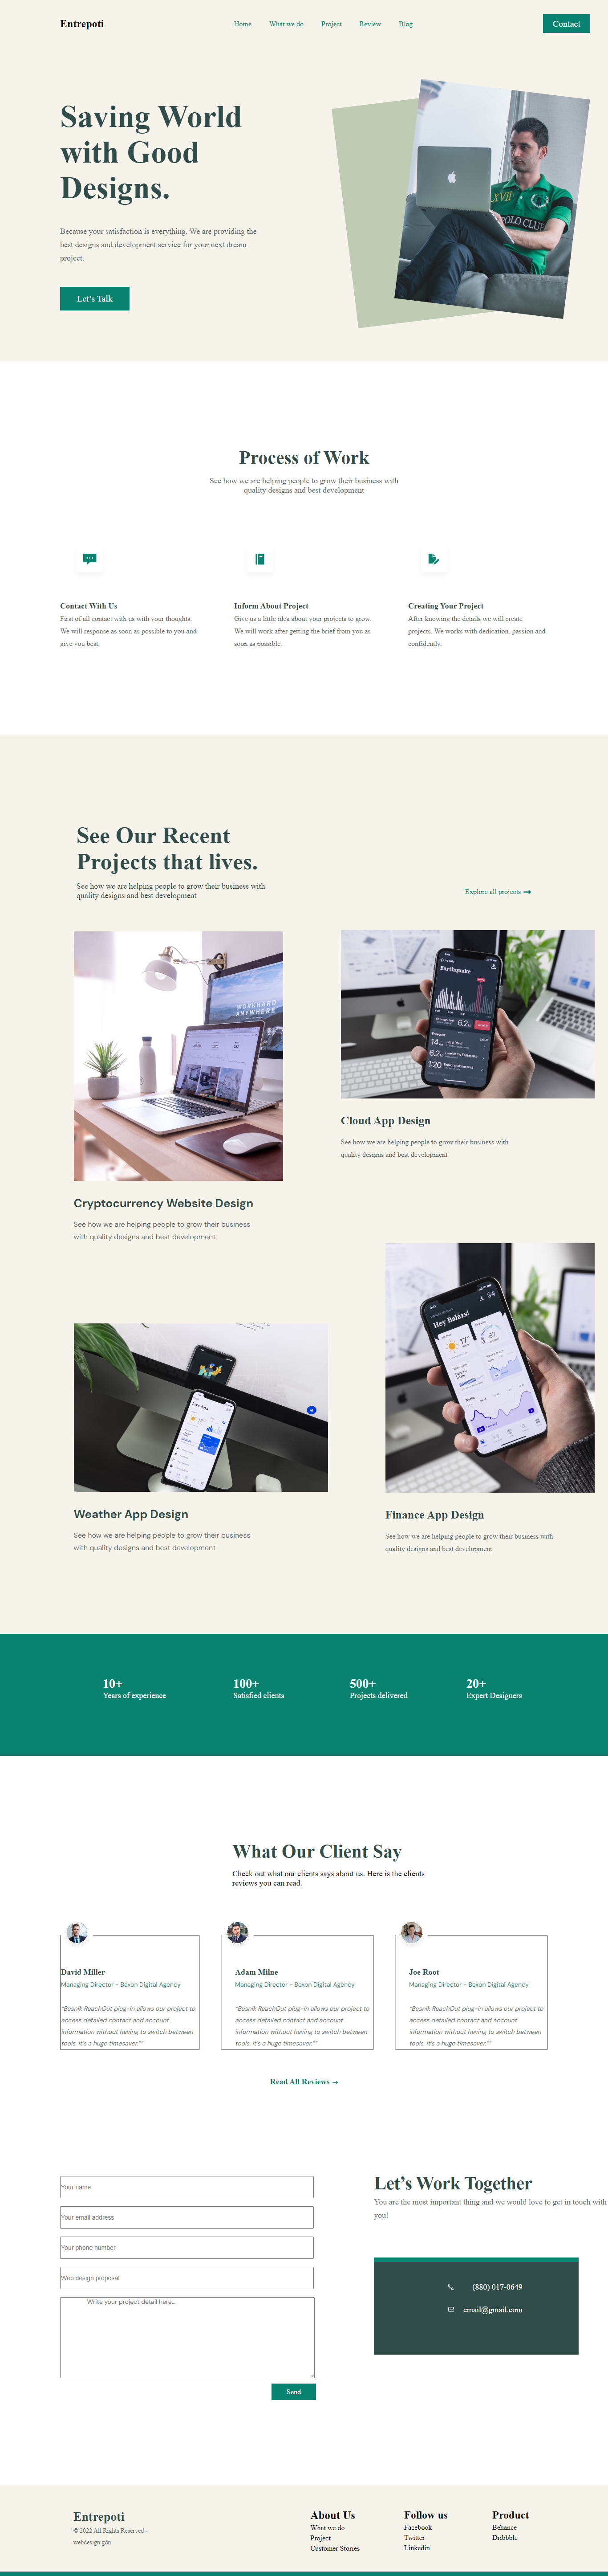 Entrepoti
Home What we do Project Review Blog
Contact
Saving World
with Good
Designs.
Because your satisfaction is everything. We are providing the
best designs and development service for your next dream
project.
Let's Talk
XVII
POLO CLUB
Process of Work
See how we are helping people to grow their business with
quality designs and best development
Contact With Us
First of all contact with us with your thoughts.
We will response as soon as possible to you and
give you best.
Inform About Project
Give us a little idea about your projects to grow.
We will work after getting the brief from you as
soon as possible.
Creating Your Project
After knowing the details we will create
projects. We works with dedication, passion and
confidently.
See Our Recent
Projects that lives.
See how we are helping people to grow their business with
quality designs and best development
Explore all projects →
WORKHARD
ANYWHERE
Earthquake
6.2
14
6.2
1:20
Cloud App Design
See how we are helping people to grow their business with
quality designs and best development
Cryptocurrency Website Design
See how we are helping people to grow their business
with quality designs and best development
Hey Balázs!
17°
87
Live data
Weather App Design
See how we are helping people to grow their business
with quality designs and best development
Finance App Design
See how we are helping people to grow their business with
quality designs and best development
10+
Years of experience
100+
Satisfied clients
500+
Projects delivered
20+
Expert Designers
What Our Client Say
Check out what our clients says about us. Here is the clients
reviews you can read.
David Miller
Managing Director - Bexon Digital Agency
"Besnik ReachOut plug-in allows our project to
access detailed contact and account
information without having to switch between
tools. It's a huge timesaver.""
Adam Milne
Managing Director - Bexon Digital Agency
"Besnik ReachOut plug-in allows our project to
access detailed contact and account
information without having to switch between
tools. It's a huge timesaver.""
Joe Root
Managing Director - Bexon Digital Agency
"Besnik ReachOut plug-in allows our project to
access detailed contact and account
information without having to switch between
tools. It's a huge timesaver.""
Read All Reviews →
Your name
Your email address
Your phone number
Web design proposal
Write your project detail here...
Send
Let's Work Together
You are the most important thing and we would love to get in touch with
you!
(880) 017-0649
email@gmail.com
Entrepoti
© 2022 All Rights Reserved -
webdesign.gdn
About Us
What we do
Project
Customer Stories
Follow us
Facebook
Twitter
Linkedin
Product
Behance
Dribbble